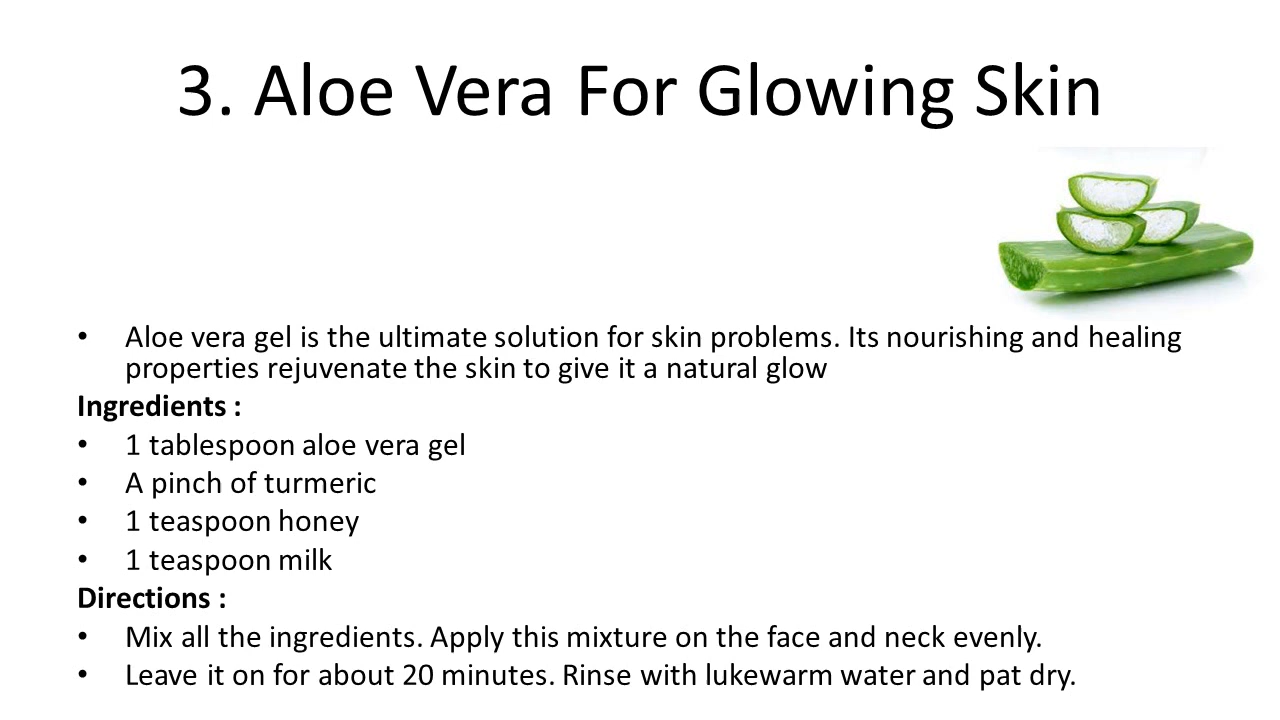 3. Aloe Vera For Glowing Skin
• Aloe vera gel is the ultimate solution for skin problems. Its nourishing and healing
properties rejuvenate the skin to give it a natural glow
Ingredients :
• 1 tablespoon aloe vera gel
• A pinch of turmeric
• 1 teaspoon honey
• 1 teaspoon milk
Directions :
• Mix all the ingredients. Apply this mixture on the face and neck evenly.
• Leave it on for about 20 minutes. Rinse with lukewarm water and pat dry.